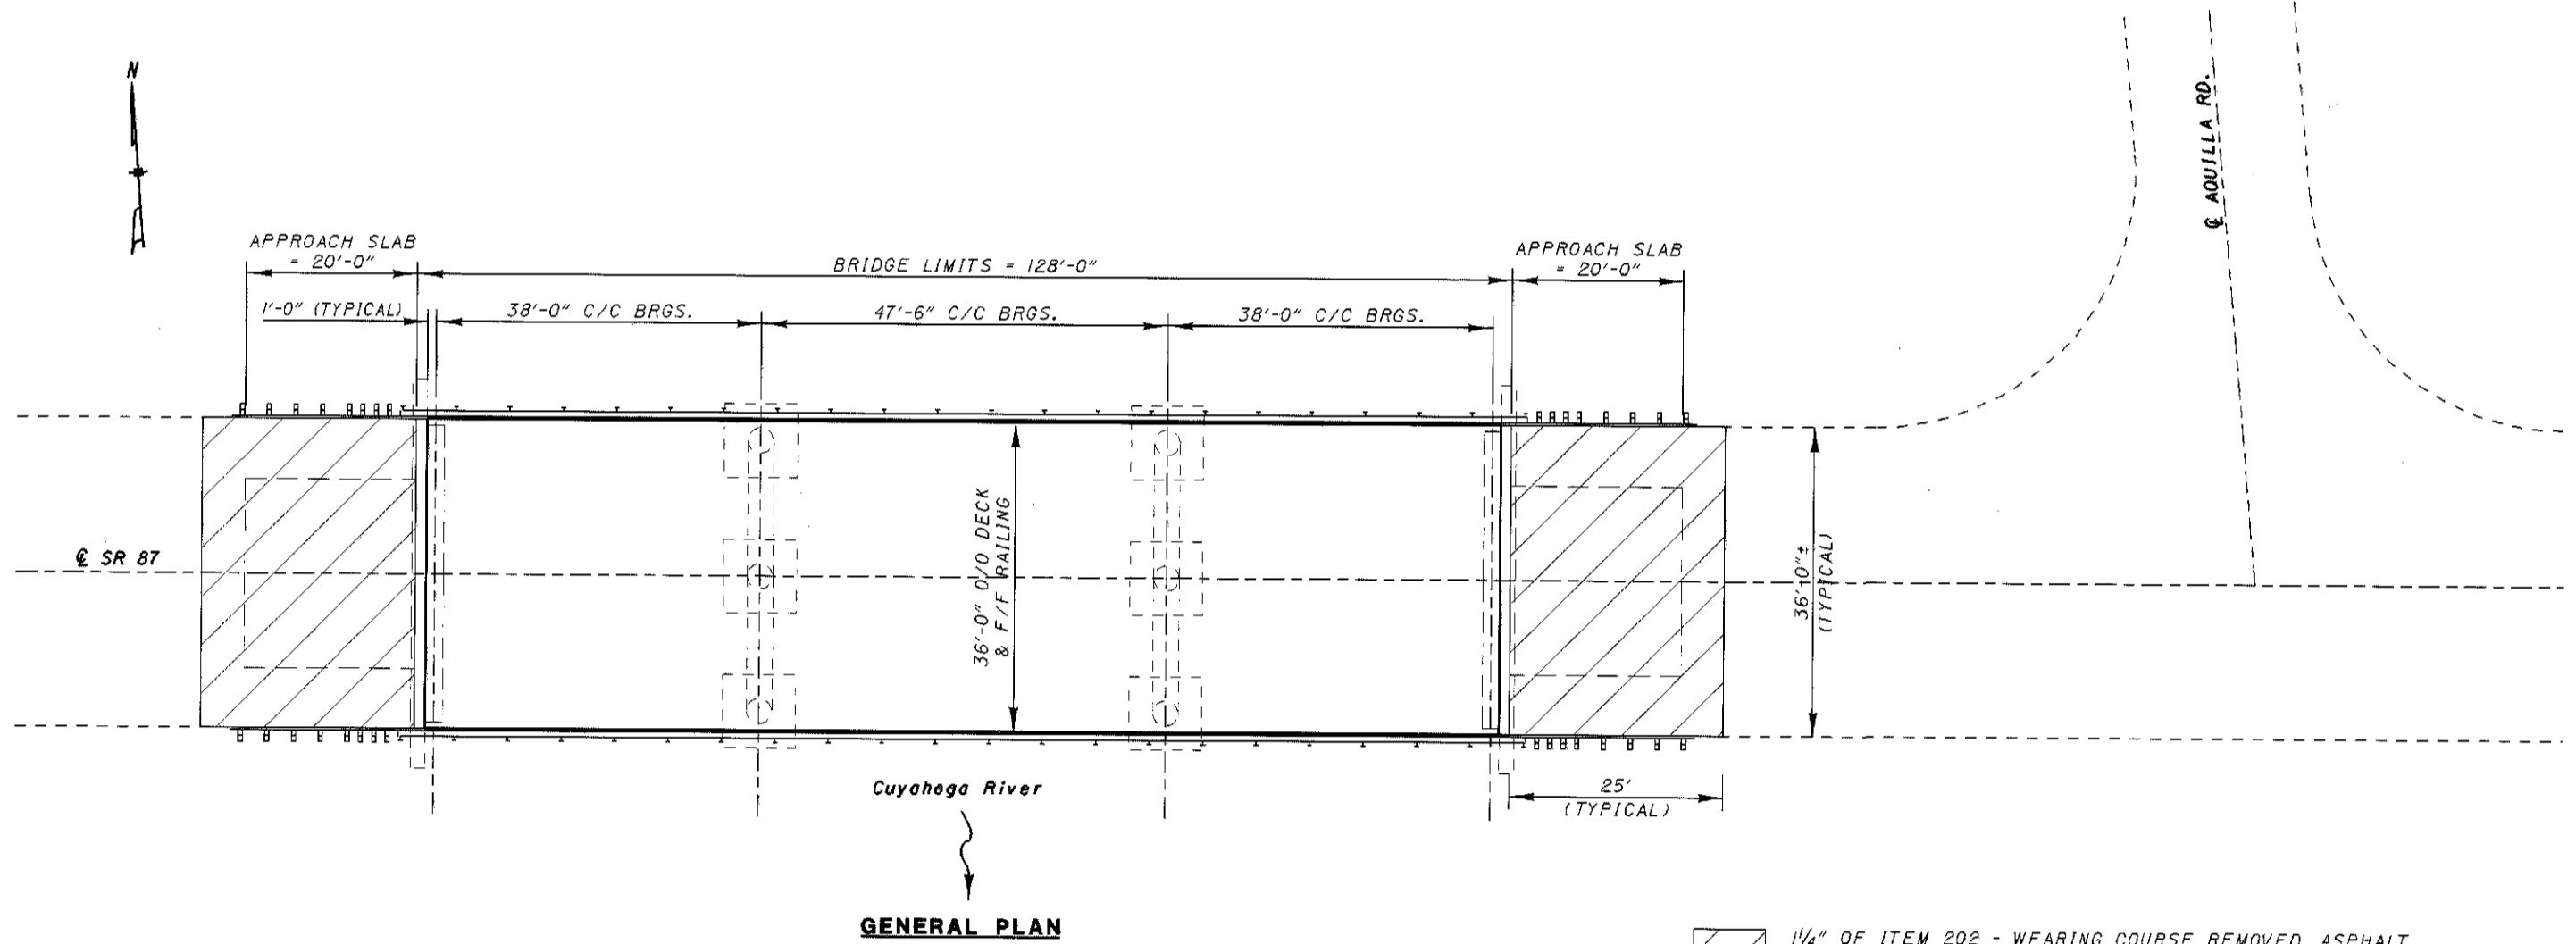 N
APPROACH SLAB
= 20'-0"
BRIDGE LIMITS = 128'-0"
APPROACH SLAB
= 20'-0"
1'-0" (TYPICAL)
38'-0" C/C BRGS.
47'-6" C/C BRGS.
38'-0" C/C BRGS.
℄ AQUILLA RD.
36'-0" O/O DECK
& F/F RAILING
℄ SR 87
36'-0"±
(TYPICAL)
25'
(TYPICAL)
Cuyahoga River
GENERAL PLAN
1¼" OF ITEM 202 - WEARING COURSE REMOVED, ASPHALT